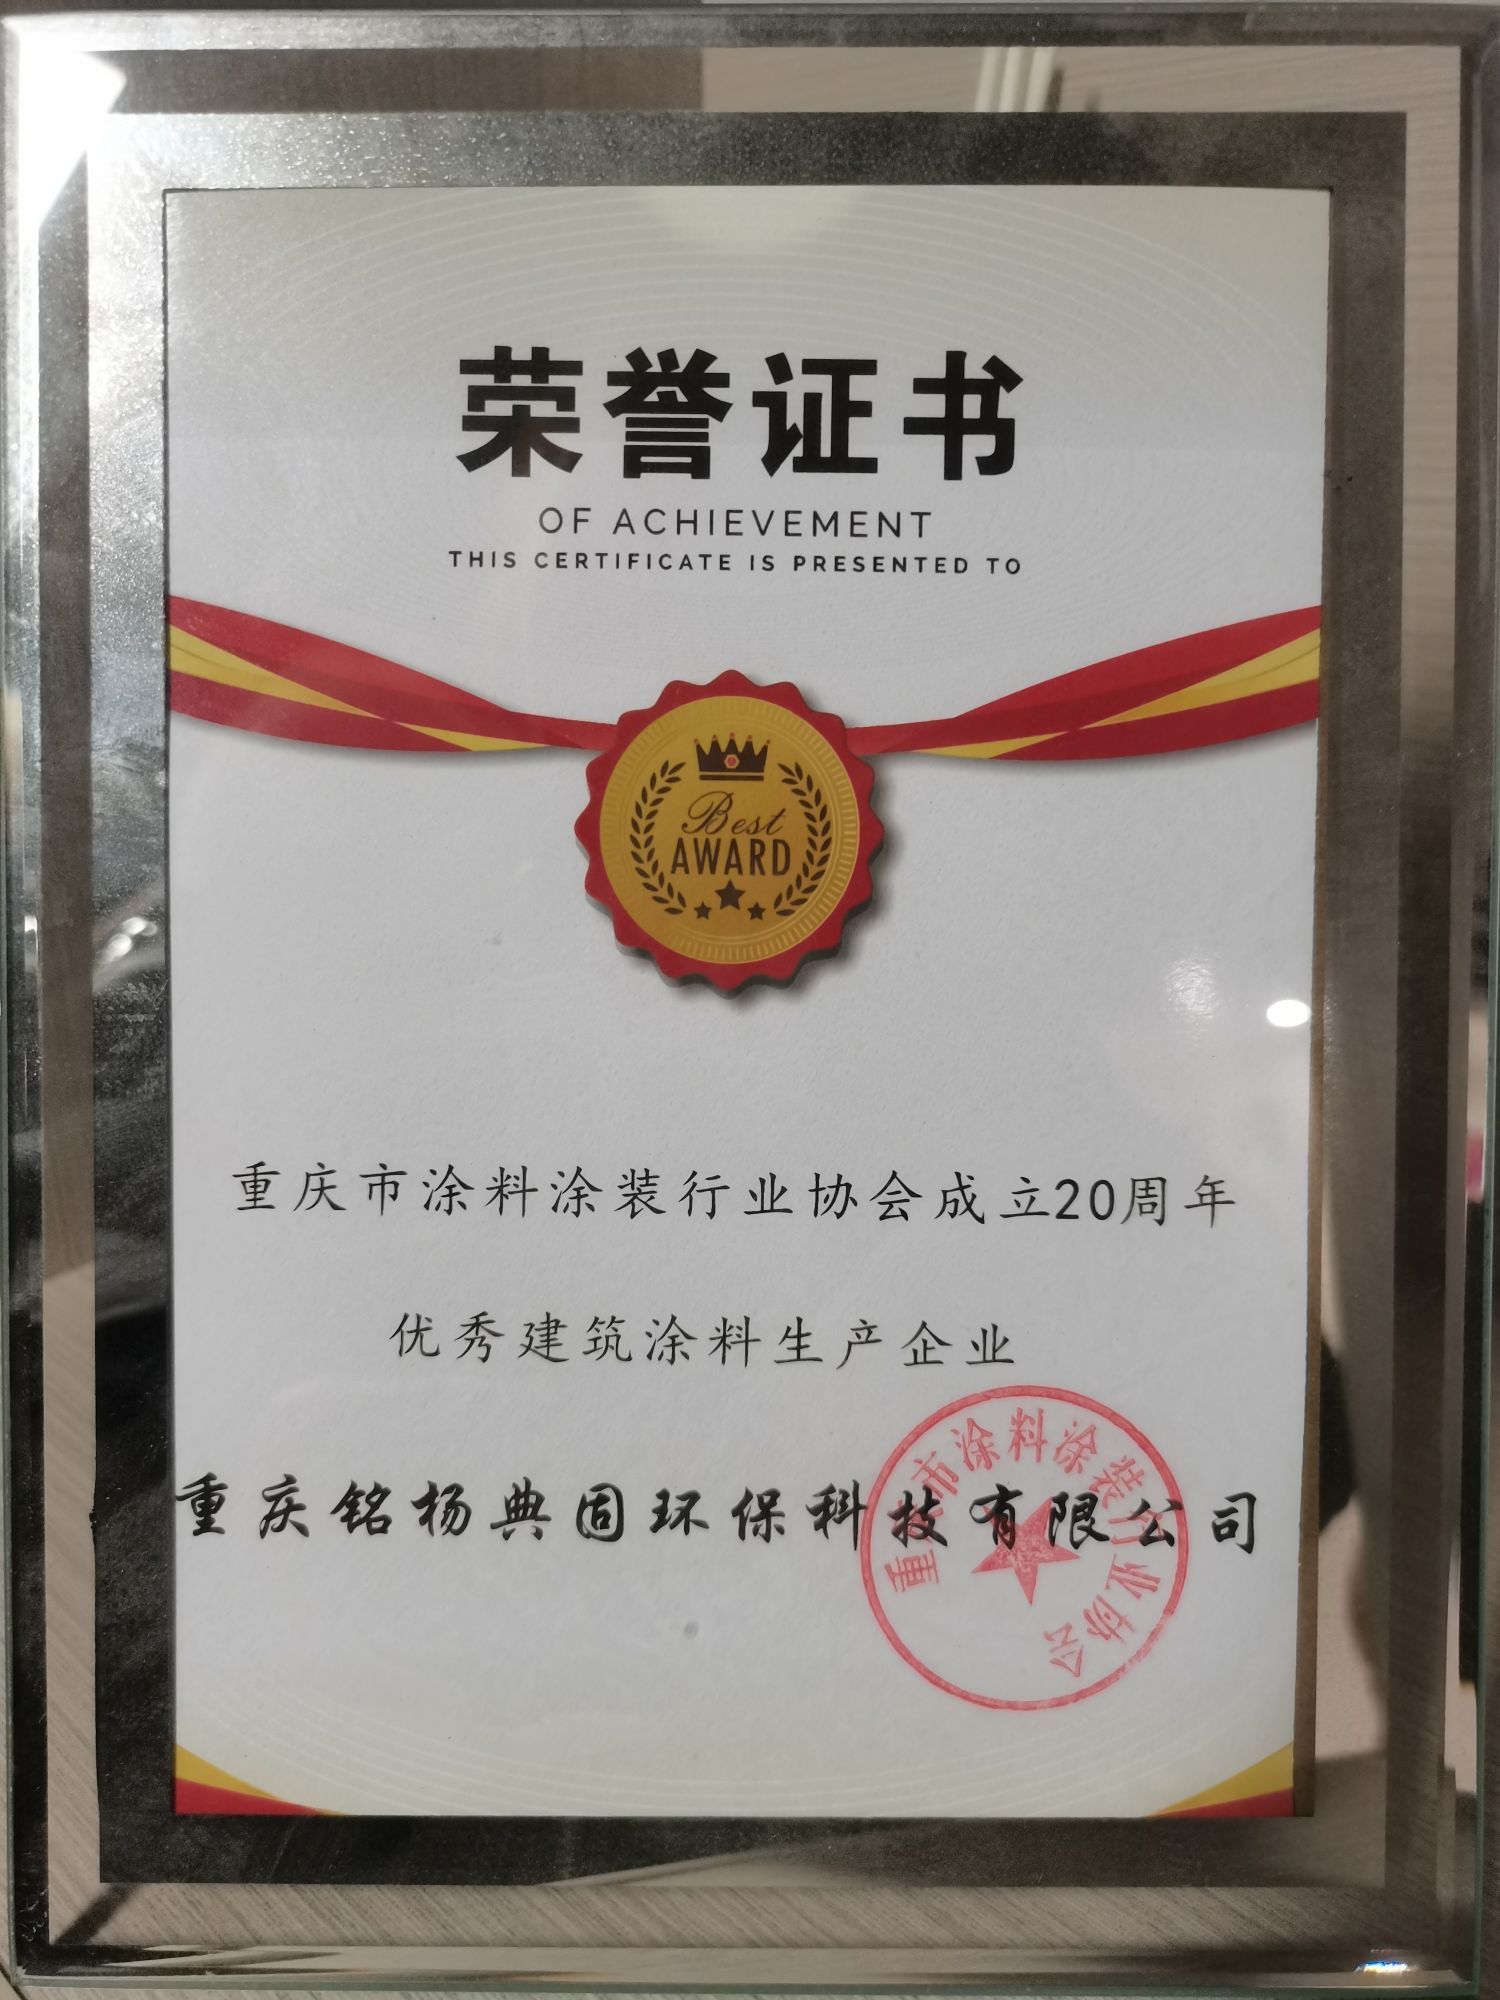 荣誉证书
OF ACHIEVEMENT
THIS CERTIFICATE IS PRESENTED TO
Best
AWARD
重庆市涂料涂装行业协会成立20周年
优秀建筑涂料生产企业
重庆铭杨典固环保科技有限公司
重庆市涂料涂装行业协会